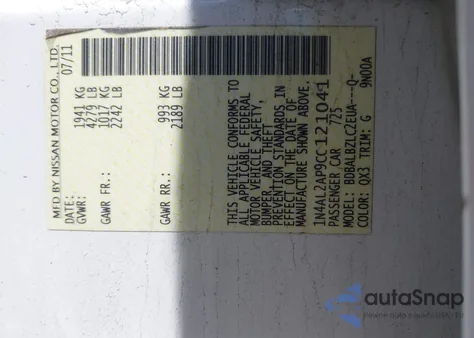 MFD BY NISSAN MOTOR CO., LTD.
DATE: 07/11
GVWR: 1941 KG
4279 LB
GAWR FR.: 1017 KG
2242 LB
GAWR RR.: 993 KG
2189 LB
THIS VEHICLE CONFORMS TO
ALL APPLICABLE FEDERAL
MOTOR VEHICLE SAFETY,
BUMPER, AND THEFT
PREVENTION STANDARDS IN
EFFECT ON THE DATE OF
MANUFACTURE SHOWN ABOVE.
1N4AL2AP9CC121041
PASSENGER CAR 725
MODEL: BDBALBZLCZEUA---Q-
COLOR: QX3 TRIM: G 9N00A
autoSnap